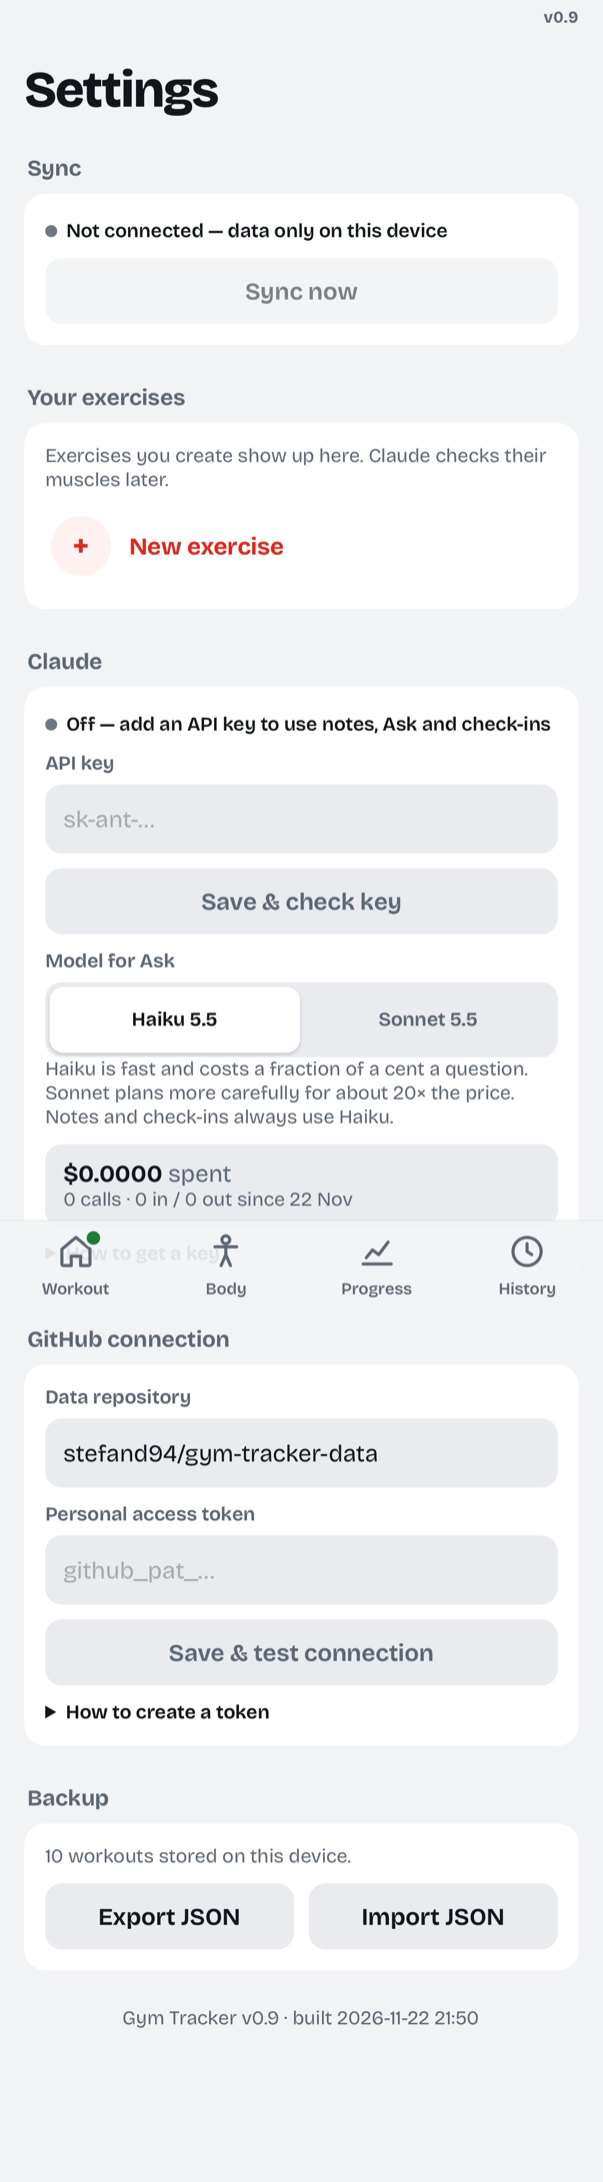 v0.9
Settings
Sync
Not connected — data only on this device
Sync now
Your exercises
Exercises you create show up here. Claude checks their
muscles later.
+ New exercise
Claude
Off — add an API key to use notes, Ask and check-ins
API key
sk-ant-...
Save & check key
Model for Ask
Haiku 5.5 Sonnet 5.5
Haiku is fast and costs a fraction of a cent a question.
Sonnet plans more carefully for about 20× the price.
Notes and check-ins always use Haiku.
$0.0000 spent
0 calls · 0 in / 0 out since 22 Nov
to get a key
Workout Body Progress History
GitHub connection
Data repository
stefand94/gym-tracker-data
Personal access token
github_pat_...
Save & test connection
How to create a token
Backup
10 workouts stored on this device.
Export JSON Import JSON
Gym Tracker v0.9 · built 2026-11-22 21:50